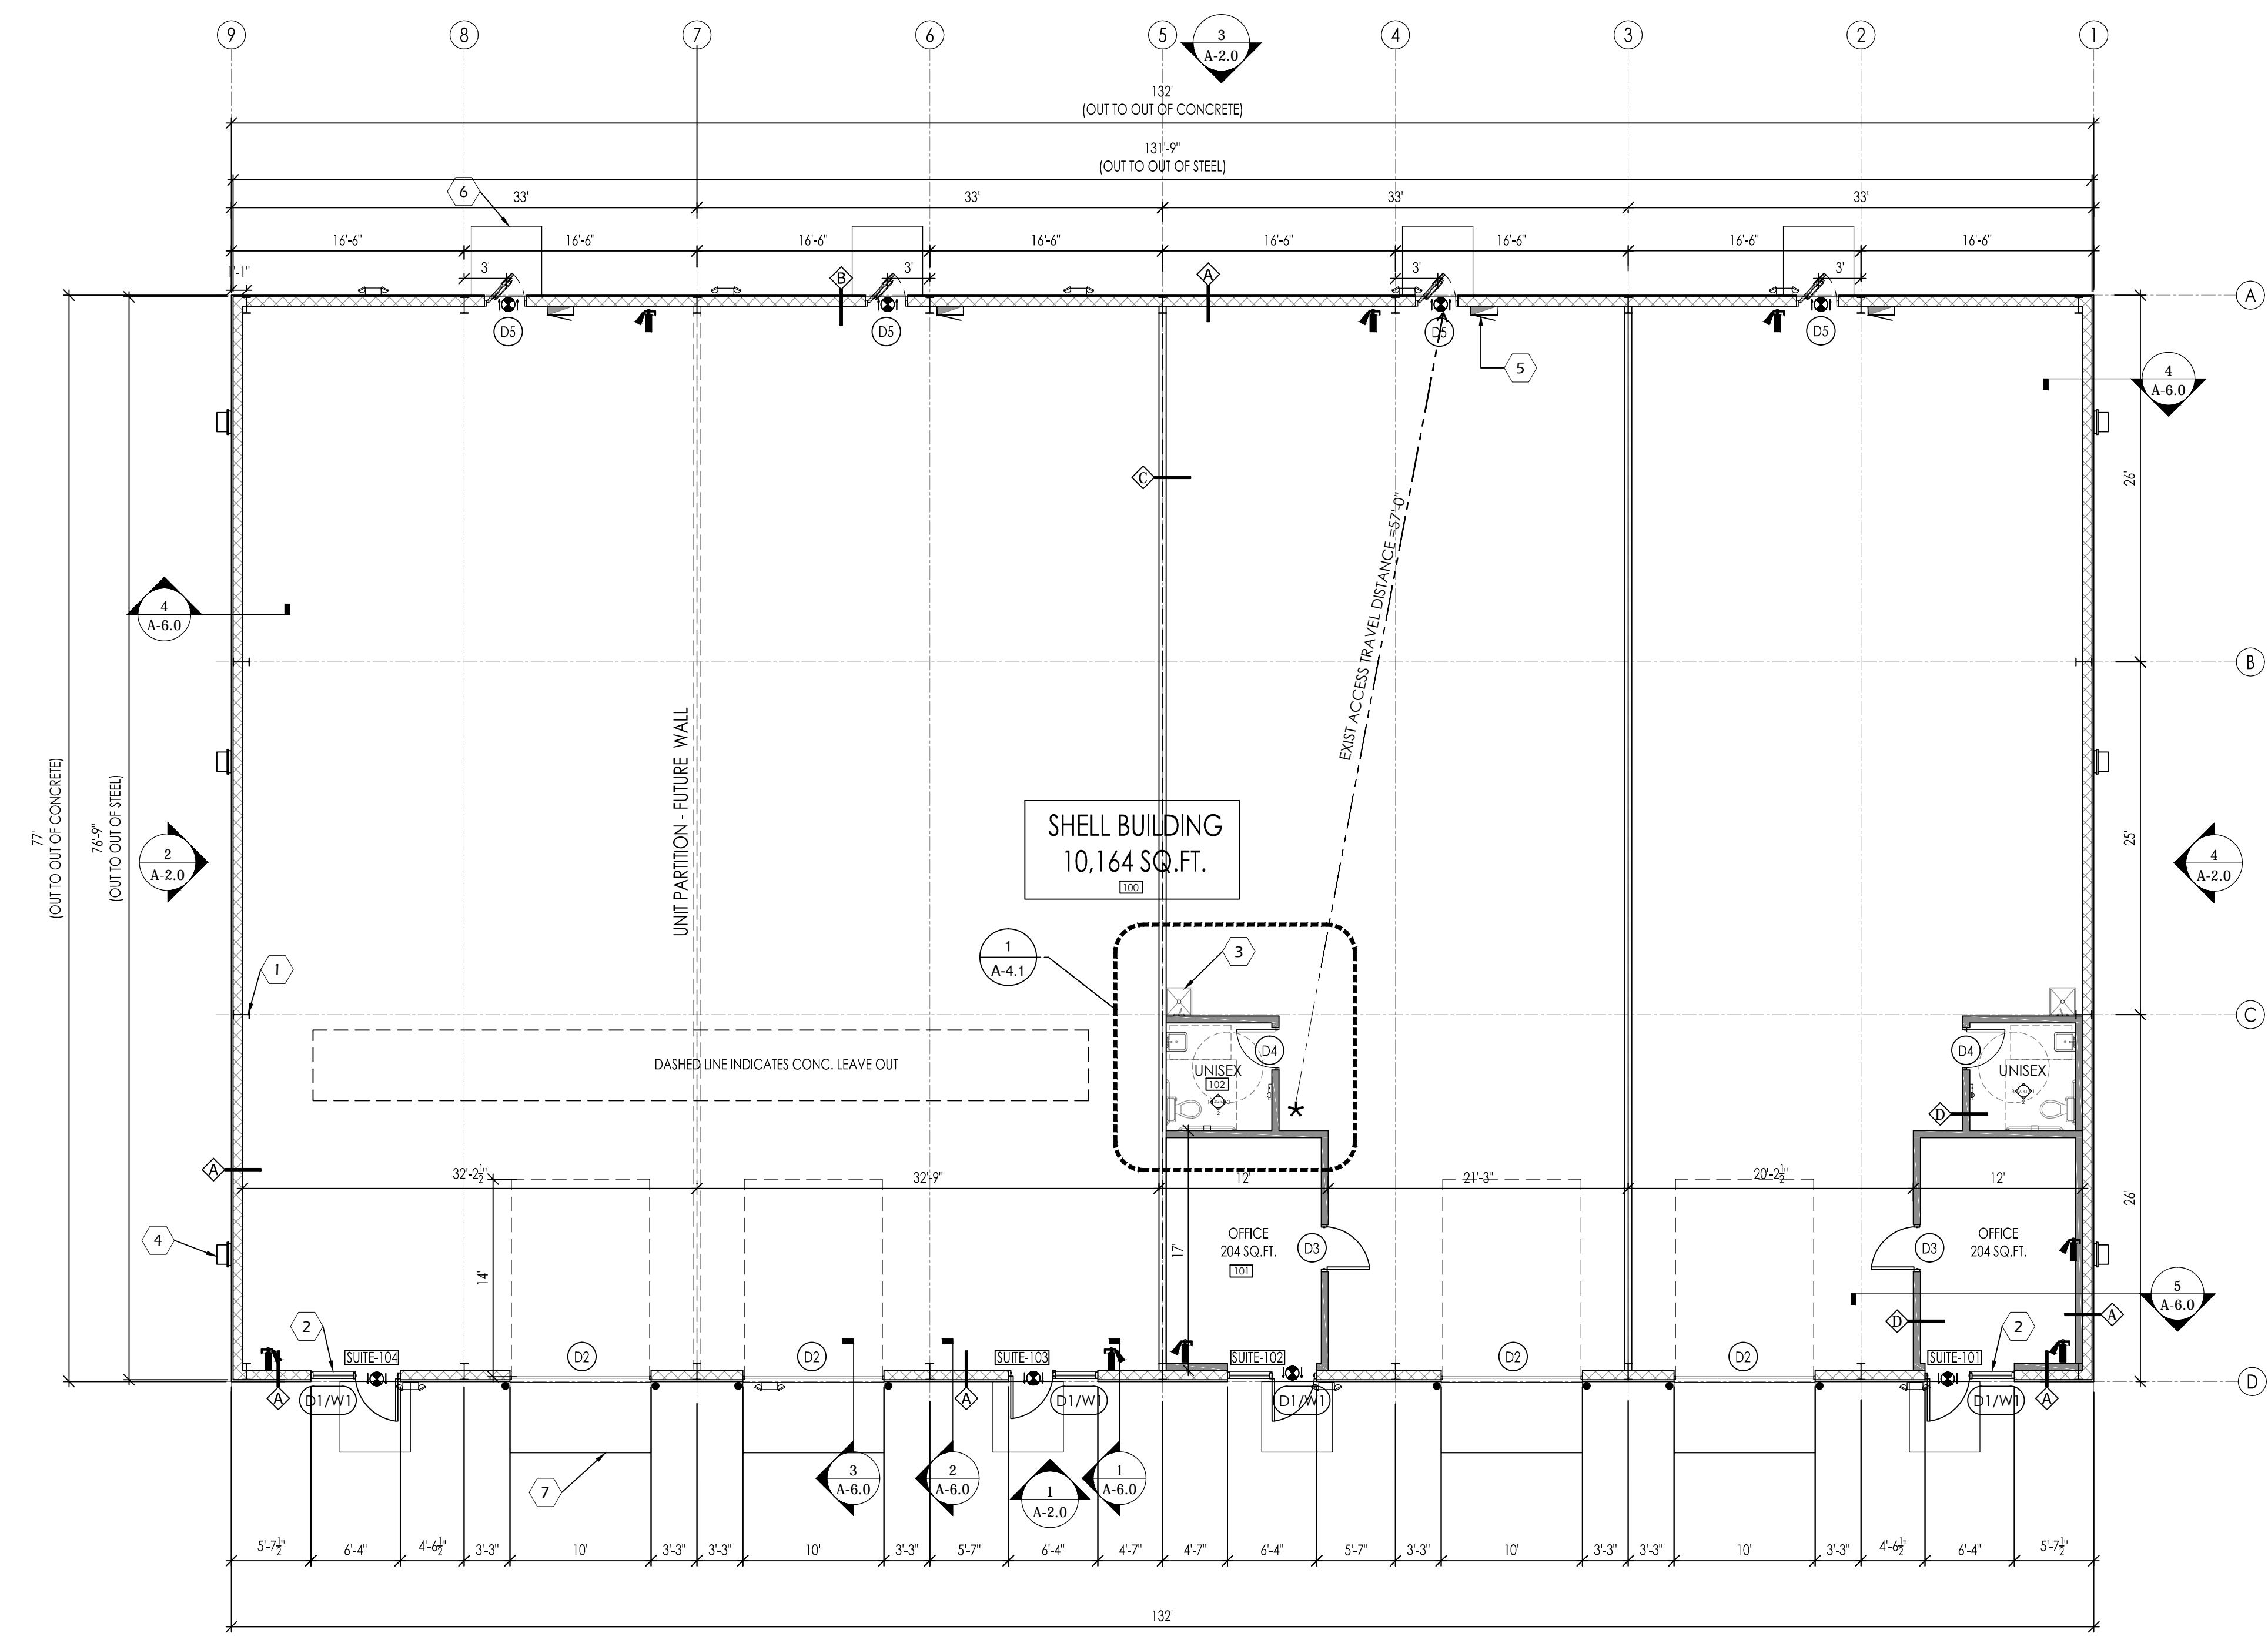 9 8 7 6 5 4 3 2 1
3
A-2.0
132'
(OUT TO OUT OF CONCRETE)
131'-9"
(OUT TO OUT OF STEEL)
6
33' 33' 33' 33'
16'-6" 16'-6" 16'-6" 16'-6" 16'-6" 16'-6" 16'-6" 16'-6"
1'-1" 3' 3' 3' 3'
B A
A
D5 D5 D5 D5
5
4
A-6.0
C
26'
EXIST ACCESS TRAVEL DISTANCE =57'-0"
4
A-6.0
B
77'
(OUT TO OUT OF CONCRETE)
76'-9"
(OUT TO OUT OF STEEL)
UNIT PARTITION - FUTURE WALL
SHELL BUILDING
10,164 SQ.FT.
100
2
A-2.0
25'
4
A-2.0
1
A-4.1
3
1
C
DASHED LINE INDICATES CONC. LEAVE OUT
D4 D4
UNISEX UNISEX
102
D
A
32'-2½" 32'-9" 12' 21'-3" 20'-2½" 12'
26'
4
14'
17'
OFFICE
204 SQ.FT.
101
D3 D3
OFFICE
204 SQ.FT.
5
A-6.0
D A
2 2
SUITE-104 D2 D2 SUITE-103 SUITE-102 D2 D2 SUITE-101
D
A D1/W1 A D1/W1 D1/W1 D1/W1 A
7
3
A-6.0
2
A-6.0
1
A-2.0
1
A-6.0
5'-7½" 6'-4" 4'-6½" 3'-3" 10' 3'-3" 3'-3" 10' 3'-3" 5'-7" 6'-4" 4'-7" 4'-7" 6'-4" 5'-7" 3'-3" 10' 3'-3" 3'-3" 10' 3'-3" 4'-6½" 6'-4" 5'-7½"
132'